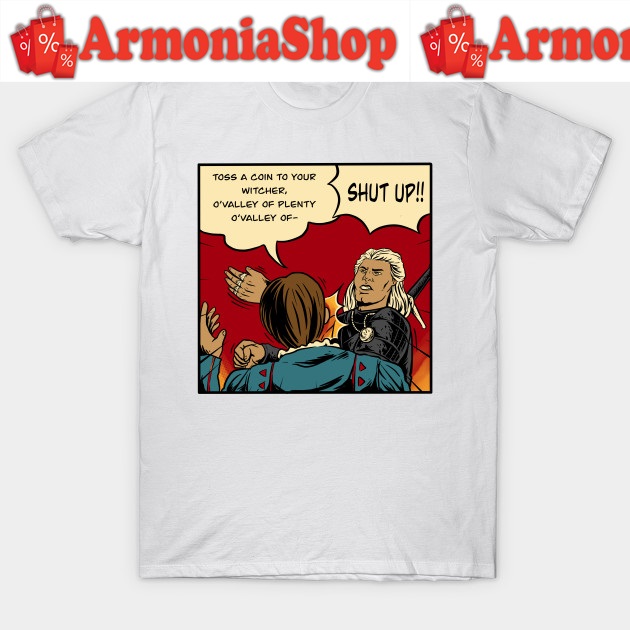 ArmoniaShop
Armon
TOSS A COIN TO YOUR
WITCHER,
O'VALLEY OF PLENTY
O'VALLEY OF-
SHUT UP!!
%
%
%
%
%
%